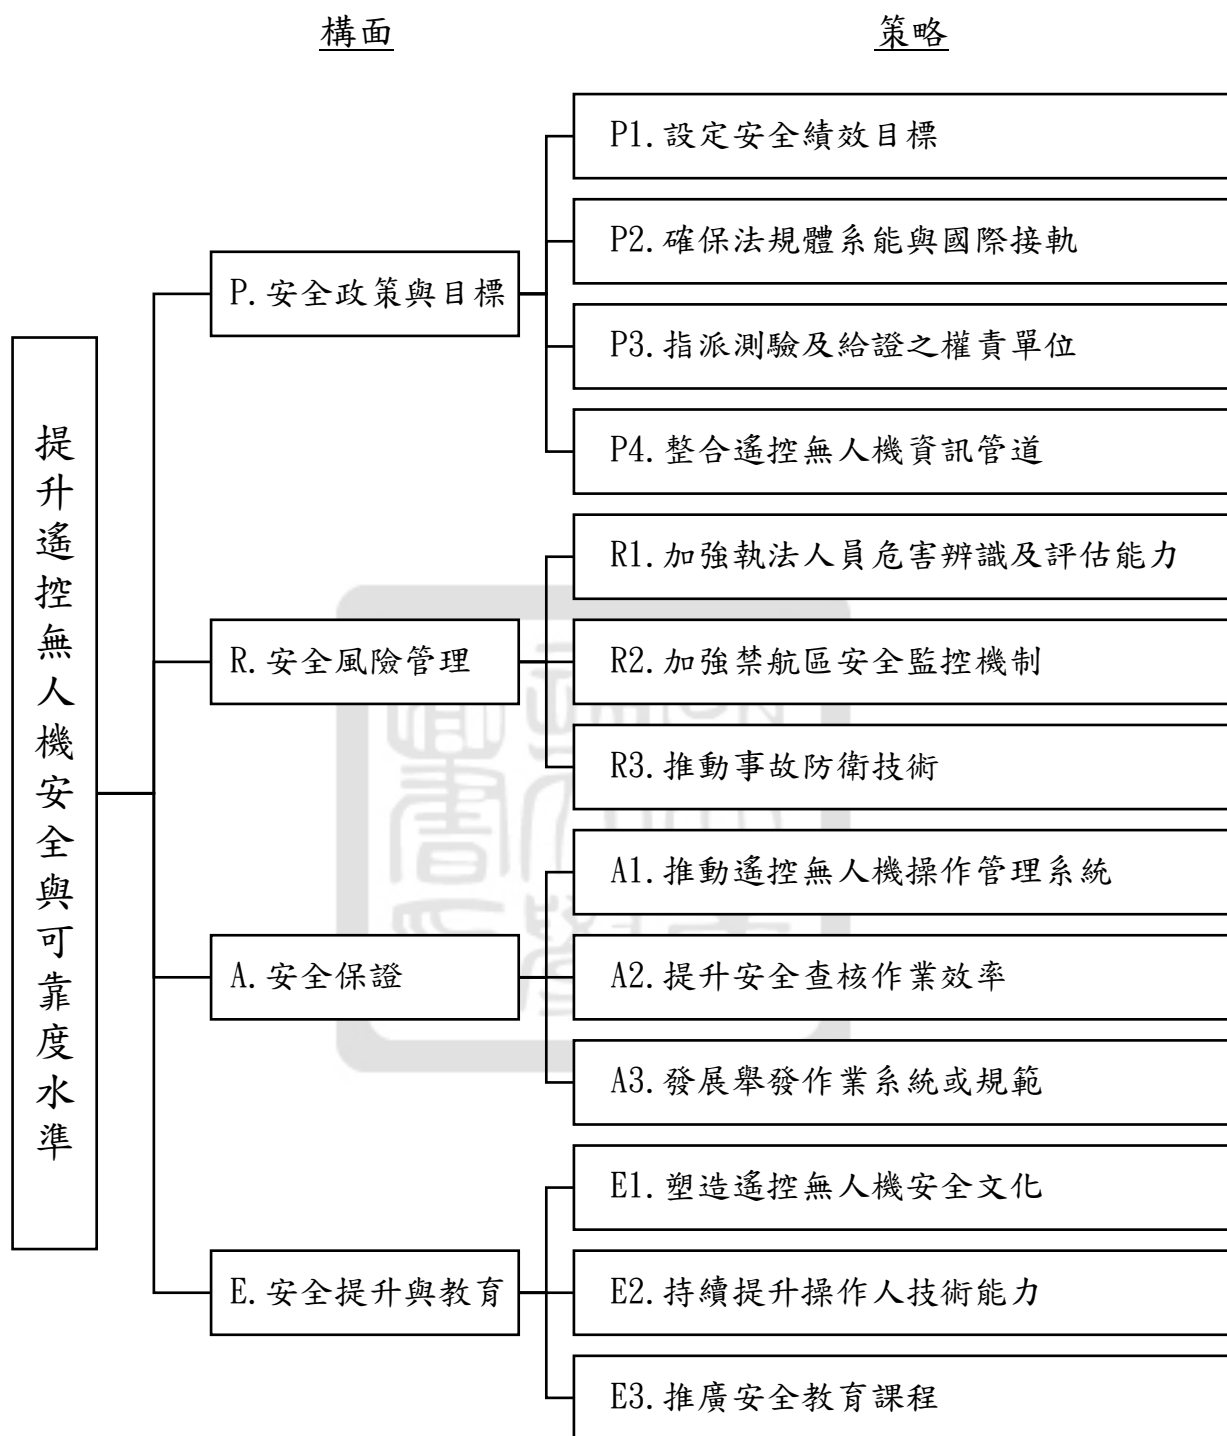 構面
策略
提升遙控無人機安全與可靠度水準
P.安全政策與目標
P1.設定安全績效目標
P2.確保法規體系能與國際接軌
P3.指派測驗及給證之權責單位
P4.整合遙控無人機資訊管道
R.安全風險管理
R1.加強執法人員危害辨識及評估能力
R2.加強禁航區安全監控機制
R3.推動事故防衛技術
A.安全保證
A1.推動遙控無人機操作管理系統
A2.提升安全查核作業效率
A3.發展舉發作業系統或規範
E.安全提升與教育
E1.塑造遙控無人機安全文化
E2.持續提升操作人技術能力
E3.推廣安全教育課程